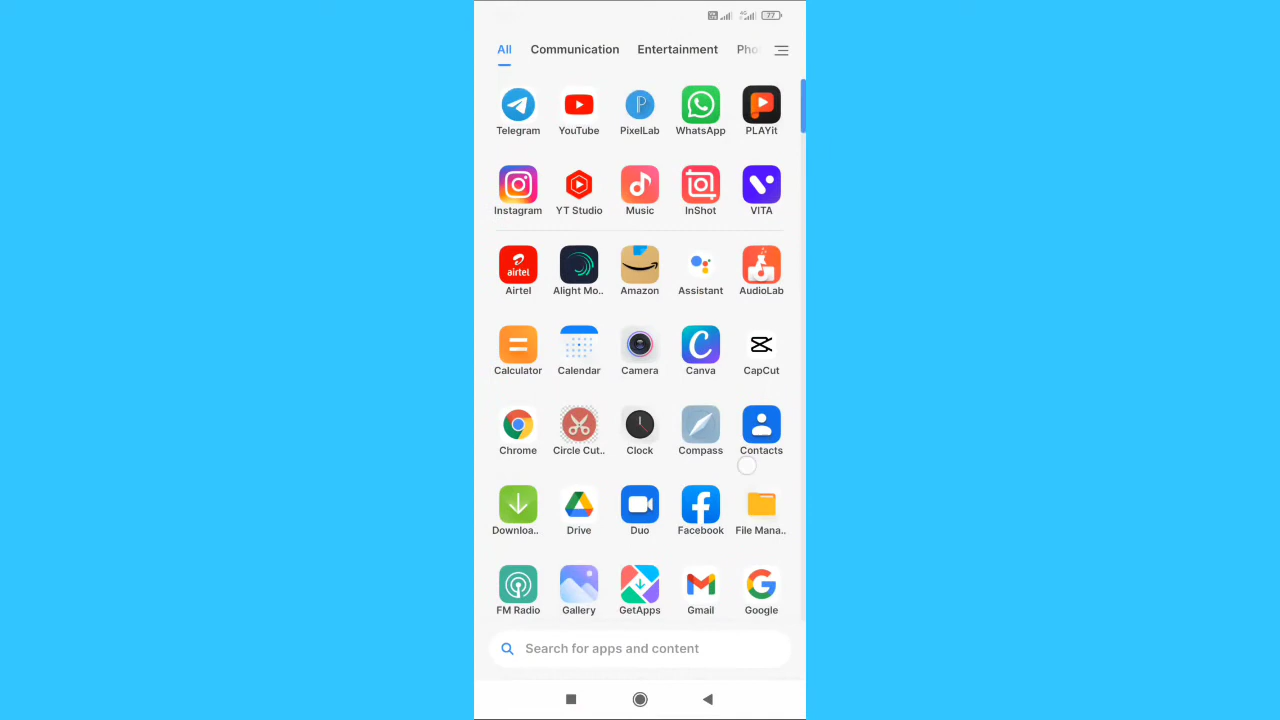 4G 77
All Communication Entertainment Pho
Telegram YouTube PixelLab WhatsApp PLAYit
Instagram YT Studio Music InShot VITA
airtel
Airtel Alight Mo.. Amazon Assistant AudioLab
Calculator Calendar Camera Canva CapCut
Chrome Circle Cut.. Clock Compass Contacts
Downloa.. Drive Duo Facebook File Mana..
FM Radio Gallery GetApps Gmail Google
Search for apps and content